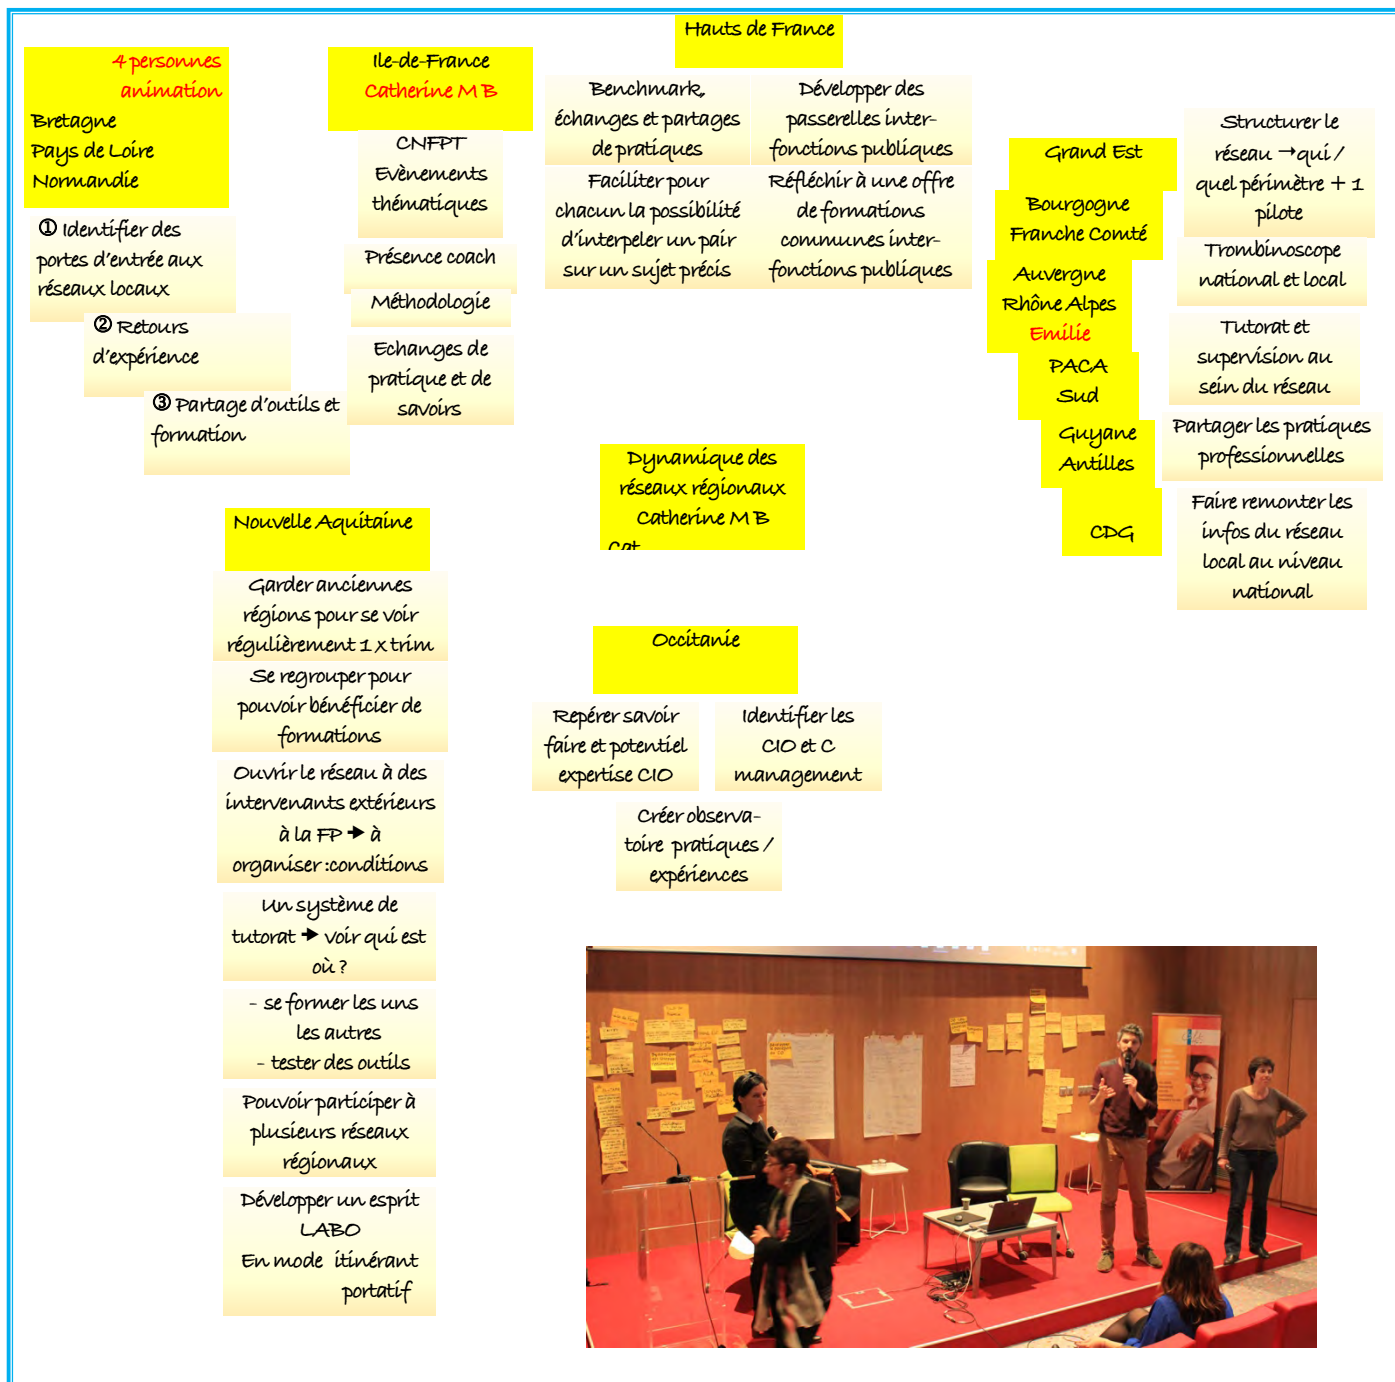 4 personnes
animation
Bretagne
Pays de Loire
Normandie
① Identifier des
portes d'entrée aux
réseaux locaux
② Retours
d'expérience
③ Partage d'outils et
formation
Ile-de-France
Catherine M B
CNFPT
Evènements
thématiques
Présence coach
Méthodologie
Echanges de
pratique et de
savoirs
Hauts de France
Benchmark,
échanges et partages
de pratiques
Développer des
passerelles inter-
fonctions publiques
Faciliter pour
chacun la possibilité
d'interpeler un pair
sur un sujet précis
Réfléchir à une offre
de formations
communes inter-
fonctions publiques
Grand Est
Bourgogne
Franche Comté
Auvergne
Rhône Alpes
Emilie
PACA
Sud
Guyane
Antilles
CDG
Structurer le
réseau →qui /
quel périmètre + 1
pilote
Trombinoscope
national et local
Tutorat et
supervision au
sein du réseau
Partager les pratiques
professionnelles
Faire remonter les
infos du réseau
local au niveau
national
Dynamique des
réseaux régionaux
Catherine M B
Cat
Nouvelle Aquitaine
Garder anciennes
régions pour se voir
régulièrement 1 x trim
Se regrouper pour
pouvoir bénéficier de
formations
Ouvrir le réseau à des
intervenants extérieurs
à la FP ➔ à
organiser :conditions
Un système de
tutorat ➔ voir qui est
où ?
- se former les uns
les autres
- tester des outils
Pouvoir participer à
plusieurs réseaux
régionaux
Développer un esprit
LABO
En mode itinérant
portatif
Occitanie
Repérer savoir
faire et potentiel
expertise CIO
Identifier les
CIO et C
management
Créer observa-
toire pratiques /
expériences